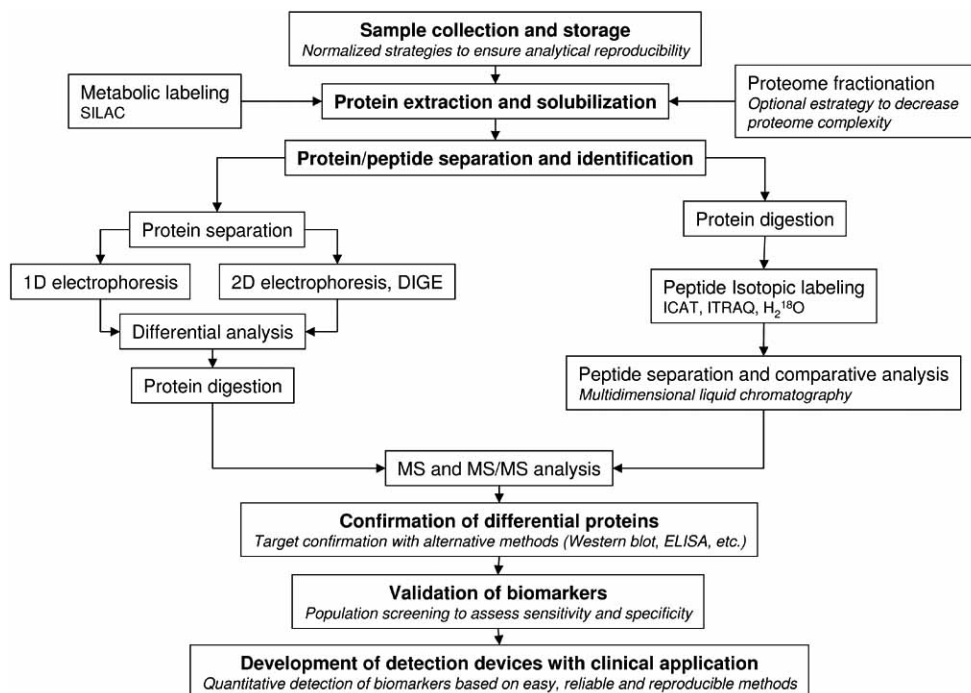 Sample collection and storage
Normalized strategies to ensure analytical reproducibility
Metabolic labeling
SILAC
Protein extraction and solubilization
Proteome fractionation
Optional estrategy to decrease
proteome complexity
Protein/peptide separation and identification
Protein separation
Protein digestion
1D electrophoresis
2D electrophoresis, DIGE
Peptide Isotopic labeling
ICAT, ITRAQ, H₂¹⁸O
Differential analysis
Protein digestion
Peptide separation and comparative analysis
Multidimensional liquid chromatography
MS and MS/MS analysis
Confirmation of differential proteins
Target confirmation with alternative methods (Western blot, ELISA, etc.)
Validation of biomarkers
Population screening to assess sensitivity and specificity
Development of detection devices with clinical application
Quantitative detection of biomarkers based on easy, reliable and reproducible methods